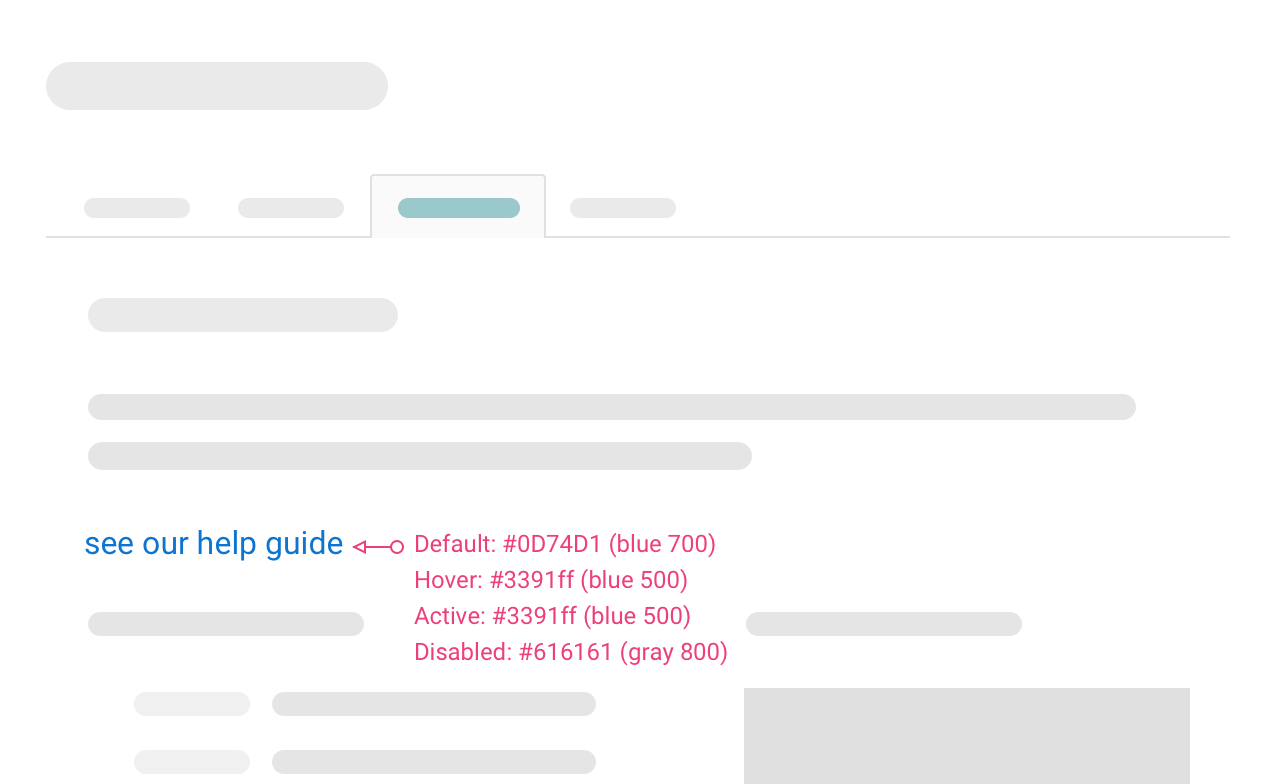 see our help guide
Default: #0D74D1 (blue 700)
Hover: #3391ff (blue 500)
Active: #3391ff (blue 500)
Disabled: #616161 (gray 800)